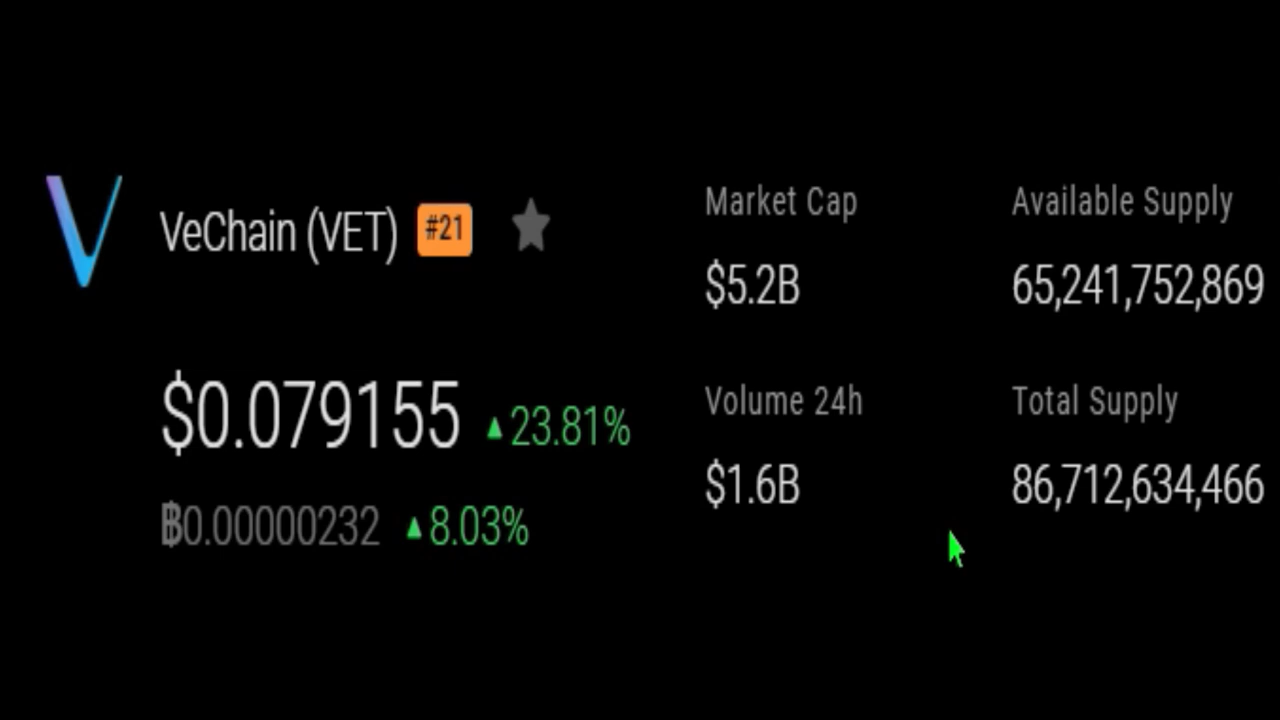 VeChain (VET) #21
$0.079155 ▲23.81%
฿0.00000232 ▲8.03%
Market Cap
$5.2B
Volume 24h
$1.6B
Available Supply
65,241,752,869
Total Supply
86,712,634,466